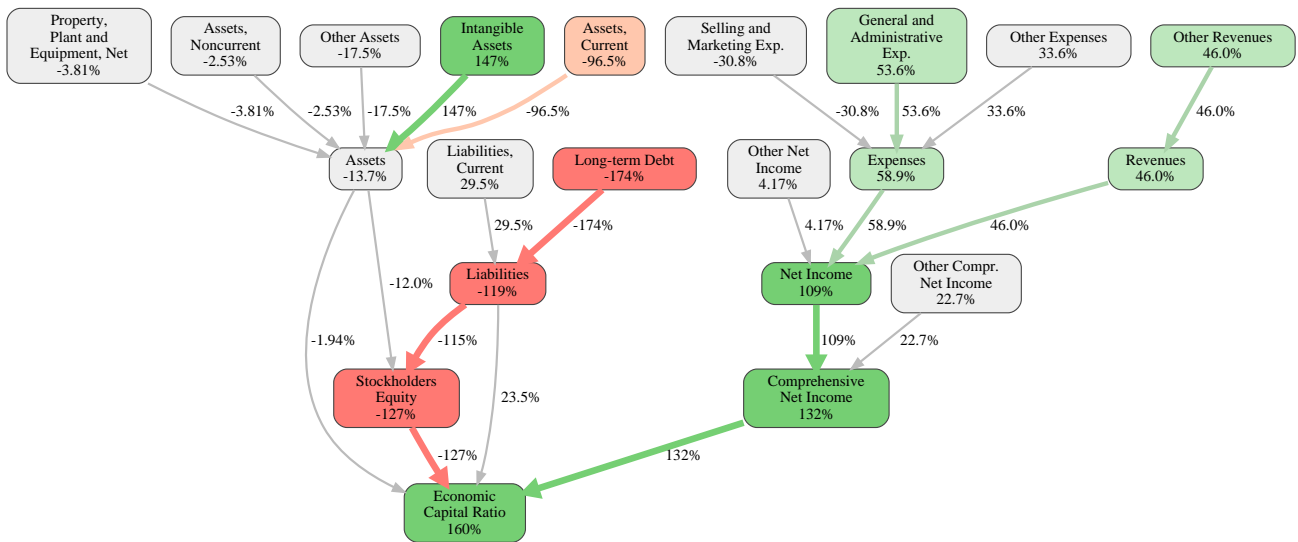 Property,
Plant and
Equipment, Net
-3.81%
Assets,
Noncurrent
-2.53%
Other Assets
-17.5%
Intangible
Assets
147%
Assets,
Current
-96.5%
Selling and
Marketing Exp.
-30.8%
General and
Administrative
Exp.
53.6%
Other Expenses
33.6%
Other Revenues
46.0%
-3.81%
-2.53%
-17.5%
147%
-96.5%
-30.8%
53.6%
33.6%
46.0%
Assets
-13.7%
Liabilities,
Current
29.5%
Long-term Debt
-174%
Other Net
Income
4.17%
Expenses
58.9%
Revenues
46.0%
29.5%
-174%
4.17%
58.9%
46.0%
Liabilities
-119%
Net Income
109%
Other Compr.
Net Income
22.7%
-12.0%
-1.94%
-115%
109%
22.7%
Stockholders
Equity
-127%
23.5%
Comprehensive
Net Income
132%
-127%
132%
Economic
Capital Ratio
160%